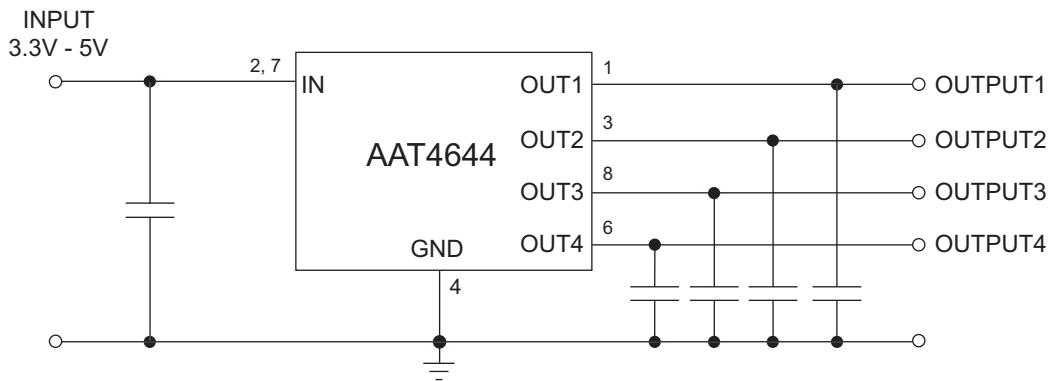 INPUT
3.3V - 5V
2, 7
IN
AAT4644
GND
4
OUT1
1
OUTPUT1
OUT2
3
OUTPUT2
OUT3
8
OUTPUT3
OUT4
6
OUTPUT4